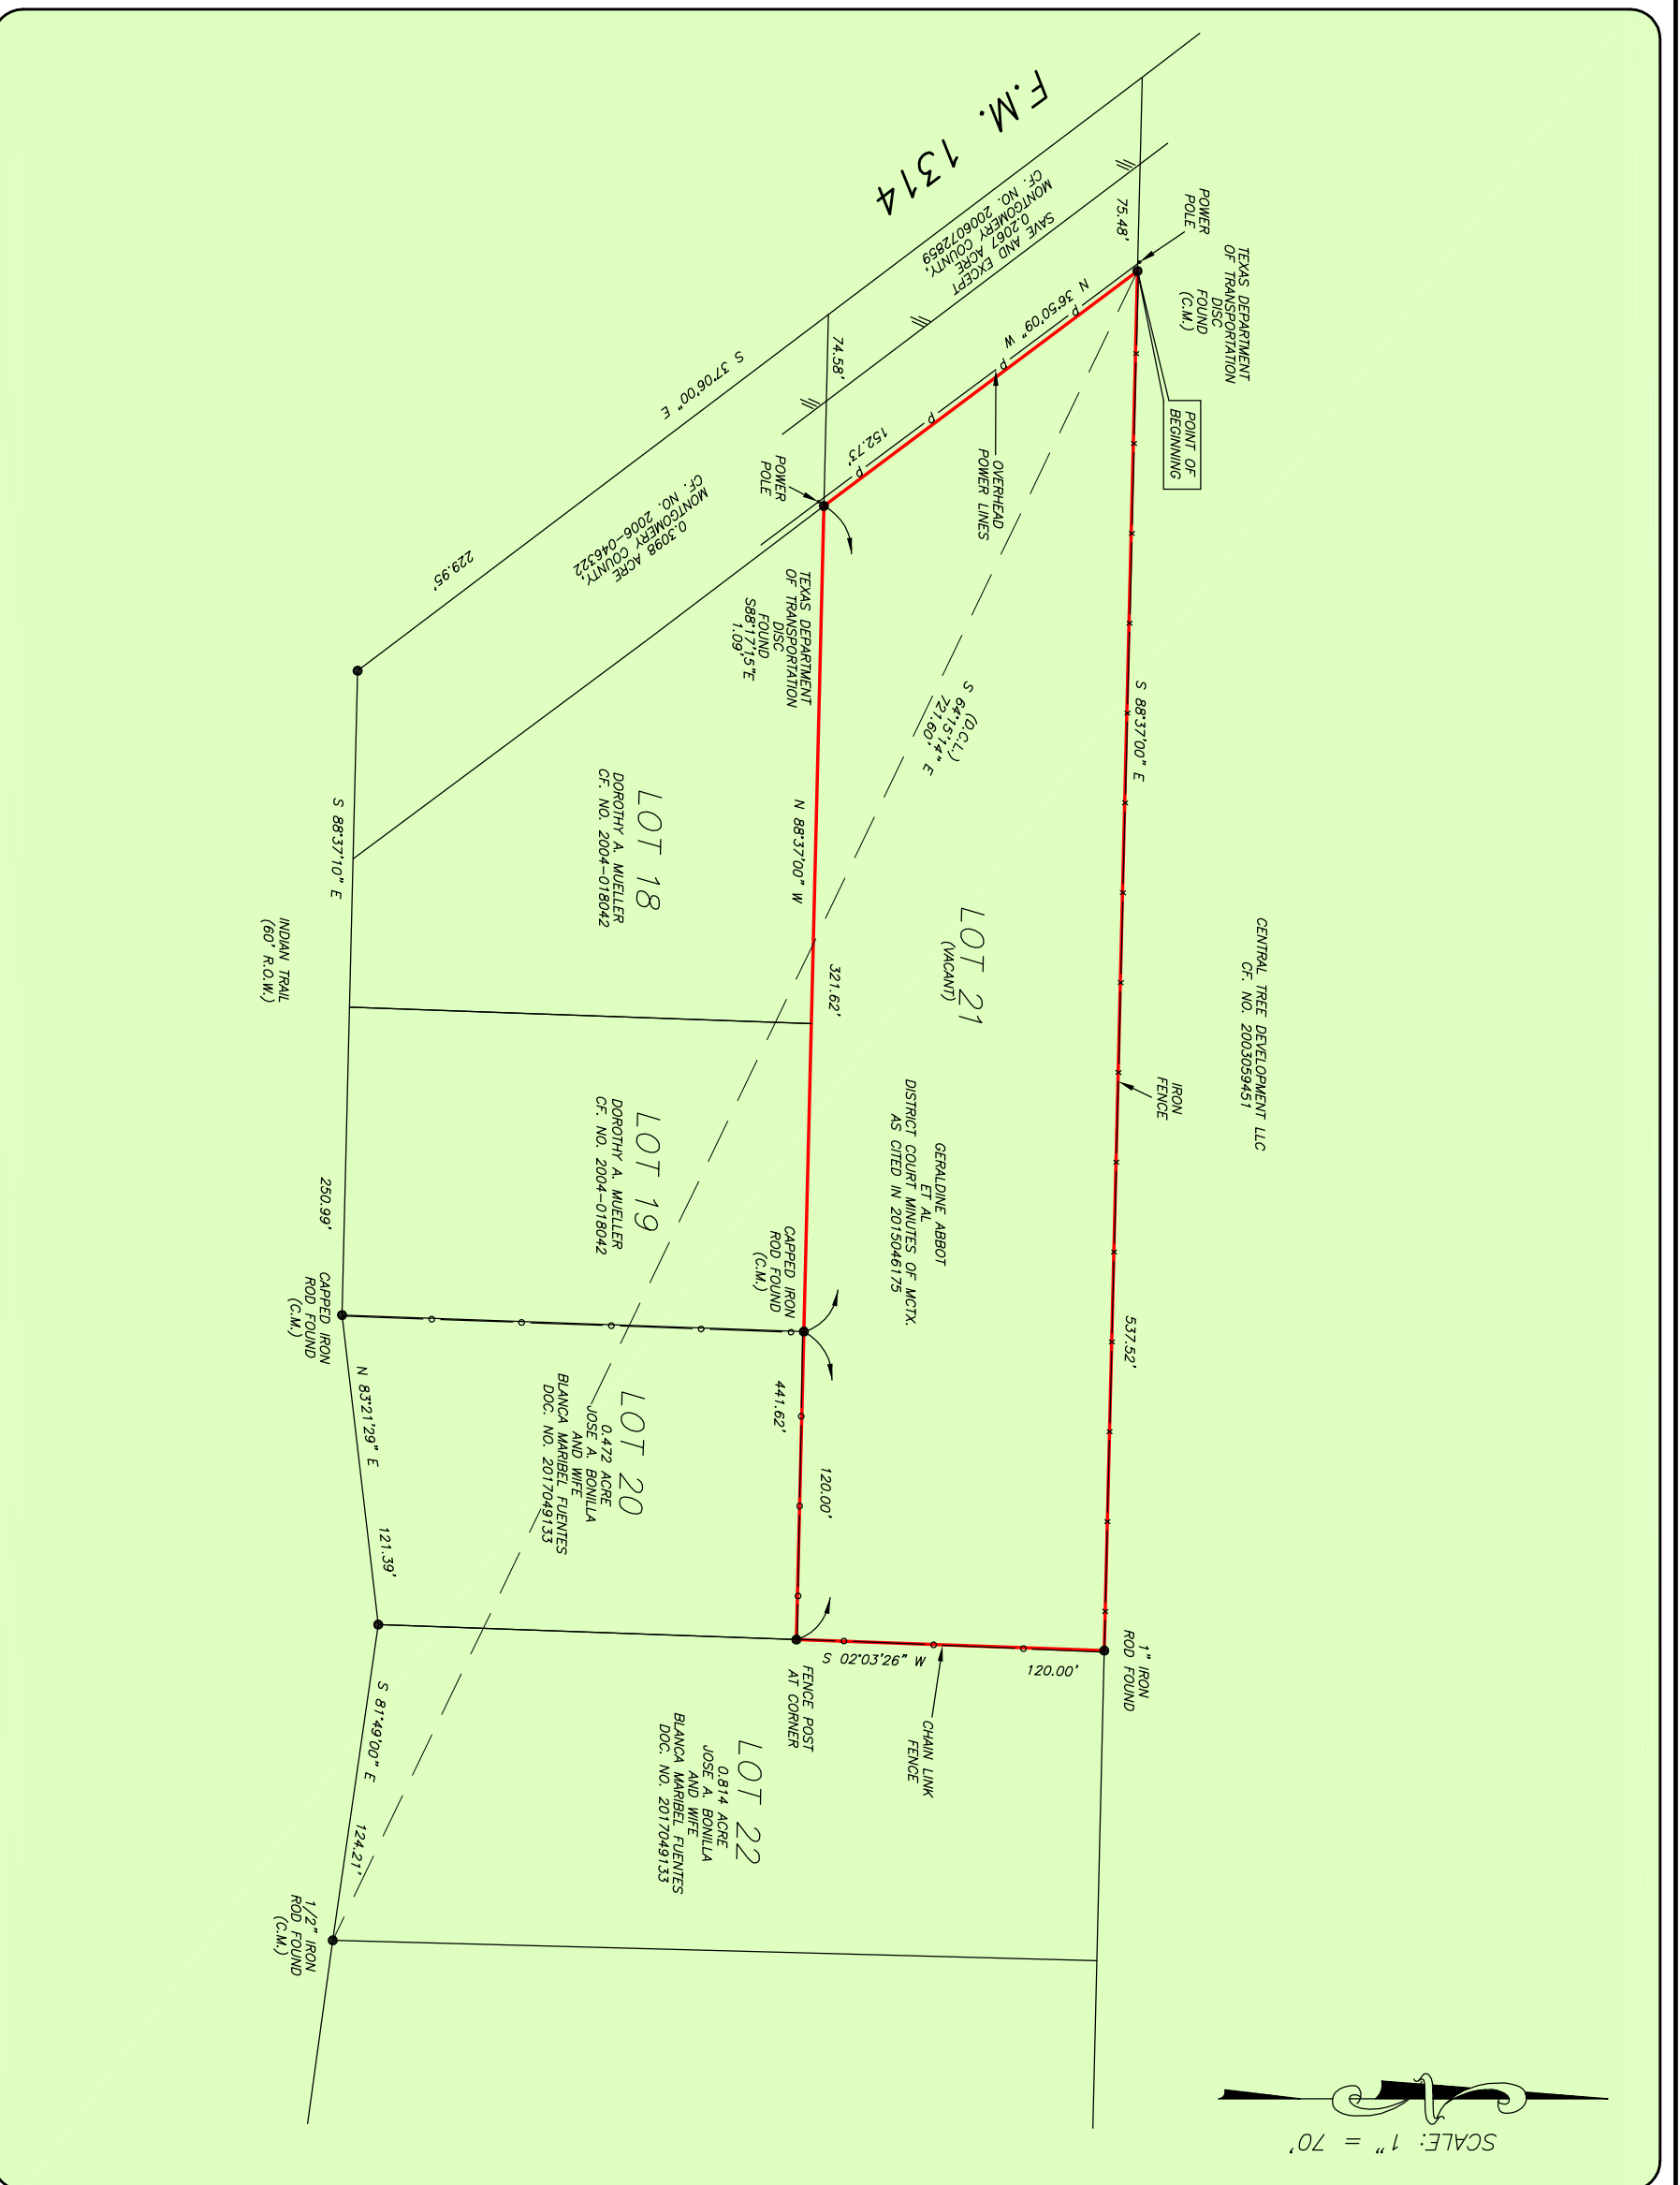 F.M. 1314
SAVE AND EXCEPT
0.2067 ACRE
MONTGOMERY COUNTY,
CF. NO. 2006072859
75.48'
POWER
POLE
TEXAS DEPARTMENT
OF TRANSPORTATION
DISC
FOUND
(C.M.)
POINT OF
BEGINNING
N 36°50'09" W
P
P
P
P
152.73'
OVERHEAD
POWER LINES
74.58'
S 37°06'00" E
229.95'
POWER
POLE
0.3098 ACRE
MONTGOMERY COUNTY,
CF. NO. 2006-046322
TEXAS DEPARTMENT
OF TRANSPORTATION
DISC
FOUND
S88°17'15"E
1.09'
(D.C.L.)
S 64°15'14" E
721.60'
S 88°37'00" E
537.52'
CENTRAL TREE DEVELOPMENT LLC
CF. NO. 2003059451
IRON
FENCE
LOT 21
(VACANT)
GERALDINE ABBOT
ET AL
DISTRICT COURT MINUTES OF MCTX.
AS CITED IN 2015046175
N 88°37'00" W
321.62'
441.62'
120.00'
LOT 18
DOROTHY A. MUELLER
CF. NO. 2004-018042
LOT 19
DOROTHY A. MUELLER
CF. NO. 2004-018042
CAPPED IRON
ROD FOUND
(C.M.)
LOT 20
0.472 ACRE
JOSE A. BONILLA
AND WIFE
BLANCA MARIBEL FUENTES
DOC. NO. 2017049133
S 88°37'10" E
250.99'
INDIAN TRAIL
(60' R.O.W.)
CAPPED IRON
ROD FOUND
(C.M.)
N 83°21'29" E
121.39'
1" IRON
ROD FOUND
120.00'
S 02°03'26" W
CHAIN LINK
FENCE
FENCE POST
AT CORNER
LOT 22
0.814 ACRE
JOSE A. BONILLA
AND WIFE
BLANCA MARIBEL FUENTES
DOC. NO. 2017049133
S 81°49'00" E
124.21'
1/2" IRON
ROD FOUND
(C.M.)
N
SCALE: 1" = 70'